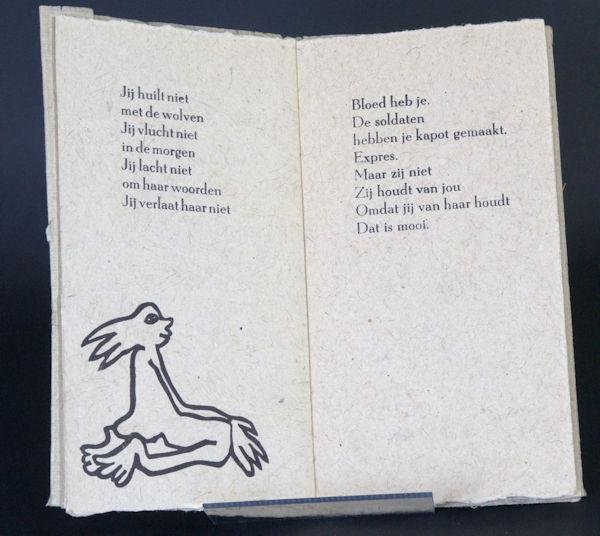 Jij huilt niet
met de wolven
Jij vlucht niet
in de morgen
Jij lacht niet
om haar woorden
Jij verlaat haar niet
Bloed heb je.
De soldaten
hebben je kapot gemaakt.
Expres.
Maar zij niet
Zij houdt van jou
Omdat jij van haar houdt
Dat is mooi.